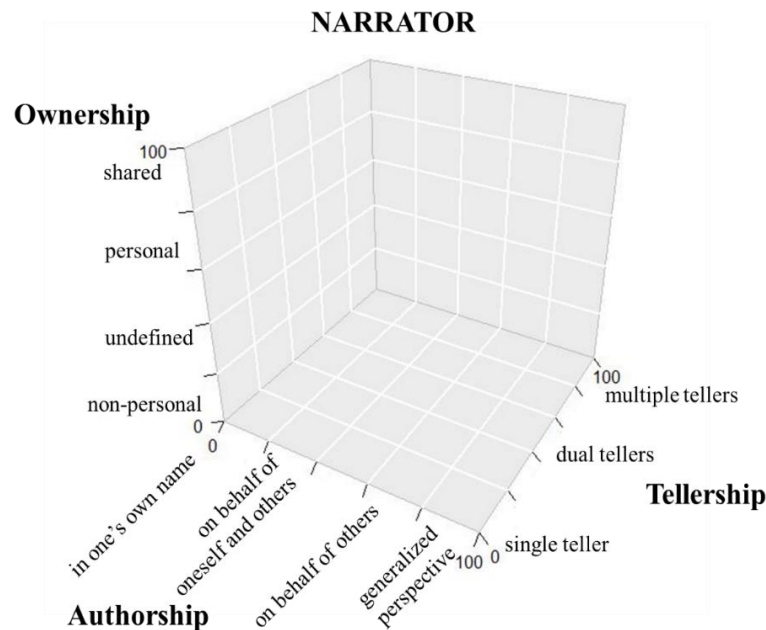 NARRATOR
Ownership
100
shared
personal
undefined
non-personal
0
0
in one's own name
on behalf of
oneself and others
on behalf of others
generalized
perspective
100
Authorship
0
single teller
dual tellers
multiple tellers
100
Tellership